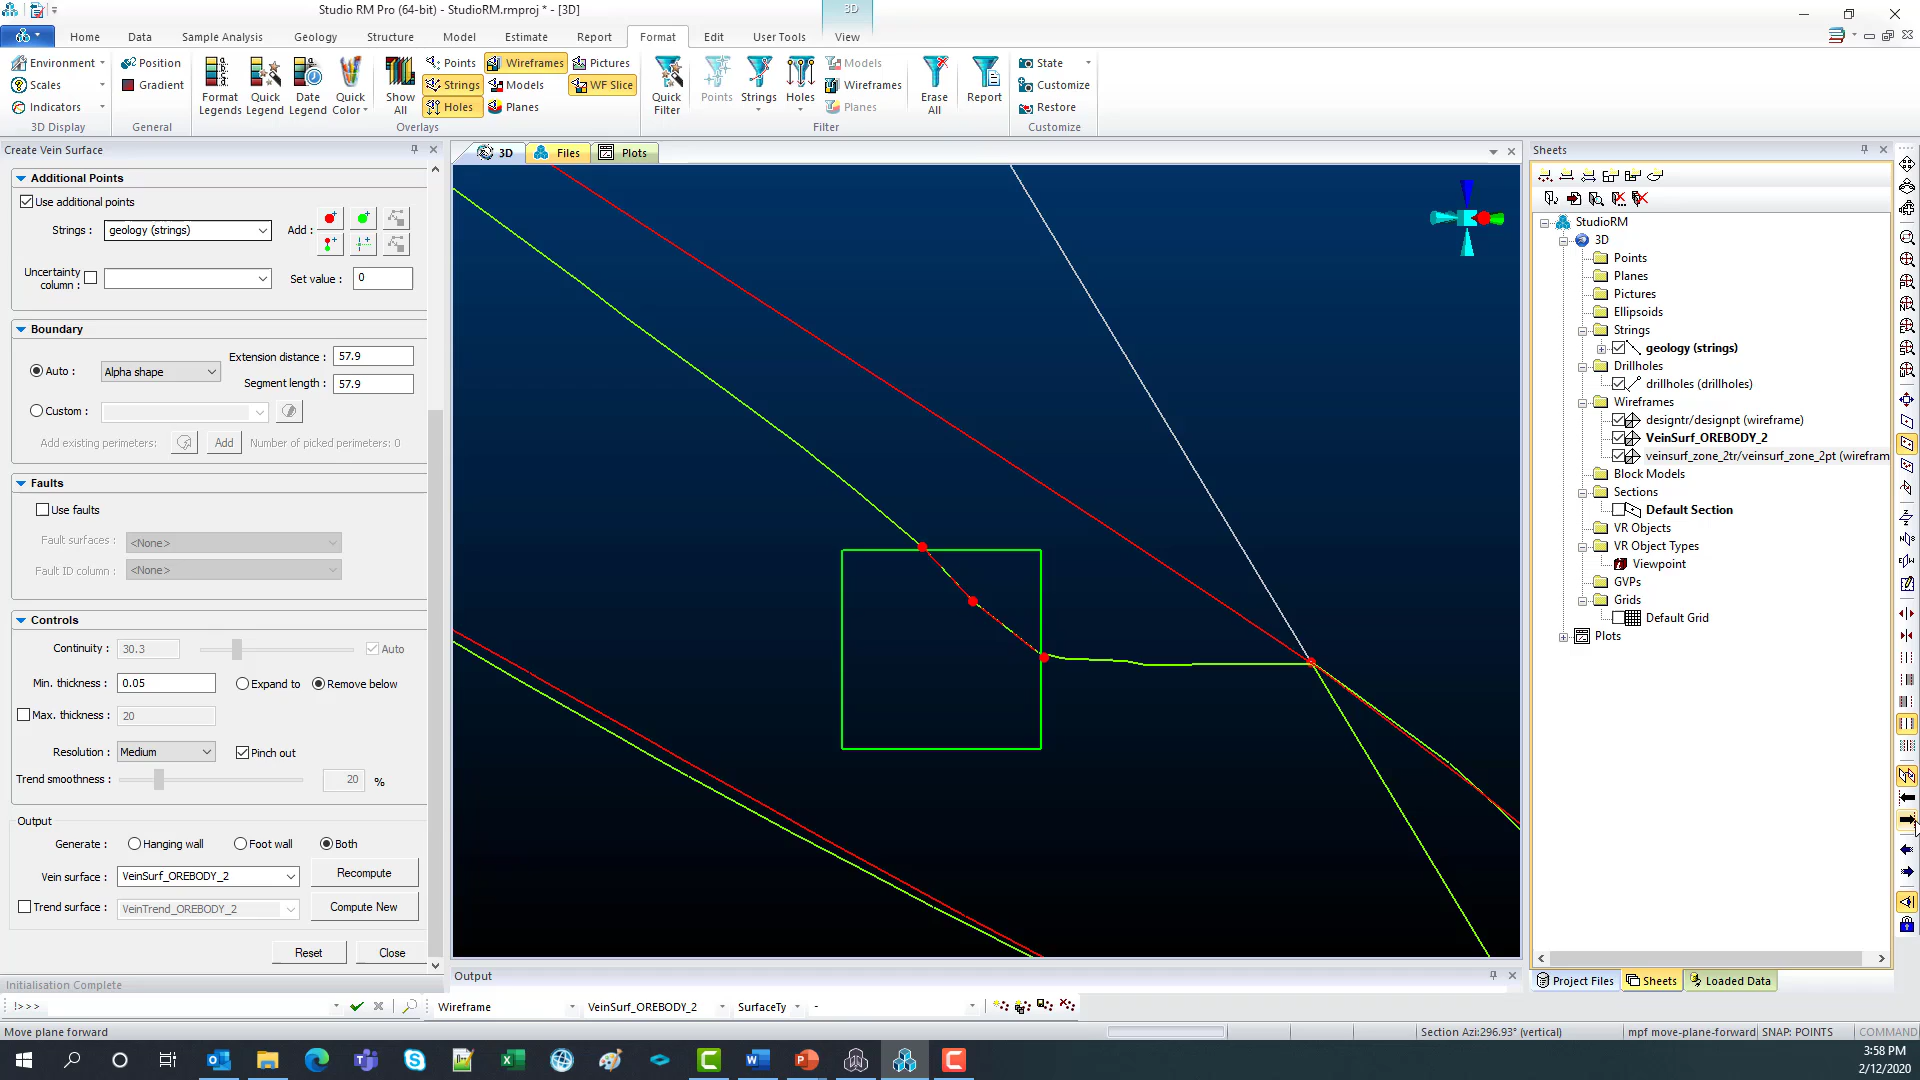 Studio RM Pro (64-bit) - StudioRM.rmproj * - [3D]
3D
Home Data Sample Analysis Geology Structure Model Estimate Report Format Edit User Tools View
Environment
Scales
Indicators
3D Display
Position
Gradient
General
Format Legends
Quick Legend
Date Legend
Quick Color
Show All
Points
Strings
Holes
Wireframes
Models
Planes
Pictures
WF Slice
Overlays
Quick Filter
Points
Strings
Holes
Models
Wireframes
Planes
Erase All
Filter
Report
State
Customize
Restore
Customize
Create Vein Surface
Additional Points
Use additional points
Strings : geology (strings) Add :
Uncertainty column : Set value : 0
Boundary
Auto : Alpha shape Extension distance : 57.9
Segment length : 57.9
Custom :
Add existing perimeters: Add Number of picked perimeters: 0
Faults
Use faults
Fault surfaces : <None>
Fault ID column : <None>
Controls
Continuity : 30.3 Auto
Min. thickness : 0.05 Expand to Remove below
Max. thickness : 20
Resolution : Medium Pinch out
Trend smoothness : 20 %
Output
Generate : Hanging wall Foot wall Both
Vein surface : VeinSurf_OREBODY_2 Recompute
Trend surface : VeinTrend_OREBODY_2 Compute New
Reset Close
Initialisation Complete
3D Files Plots
Output
Sheets
StudioRM
3D
Points
Planes
Pictures
Ellipsoids
Strings
geology (strings)
Drillholes
drillholes (drillholes)
Wireframes
designtr/designpt (wireframe)
VeinSurf_OREBODY_2
veinsurf_zone_2tr/veinsurf_zone_2pt (wirefram
Block Models
Sections
Default Section
VR Objects
VR Object Types
Viewpoint
GVPs
Grids
Default Grid
Plots
Project Files Sheets Loaded Data
!>>> Wireframe VeinSurf_OREBODY_2 SurfaceTy -
Move plane forward Section Azi:296.93° (vertical) mpf move-plane-forward SNAP: POINTS COMMAND
3:58 PM
2/12/2020